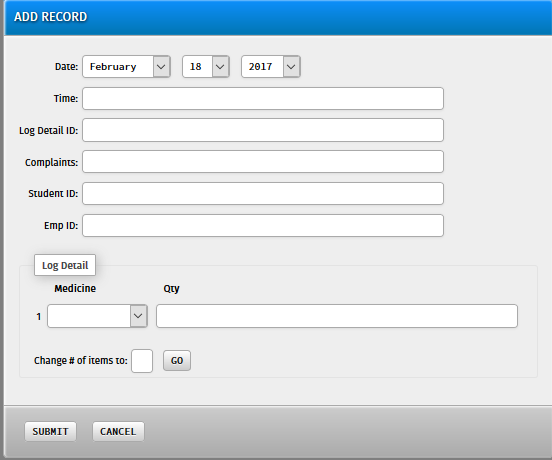 ADD RECORD
Date: February 18 2017
Time:
Log Detail ID:
Complaints:
Student ID:
Emp ID:
Log Detail
Medicine Qty
1
Change # of items to: GO
SUBMIT CANCEL